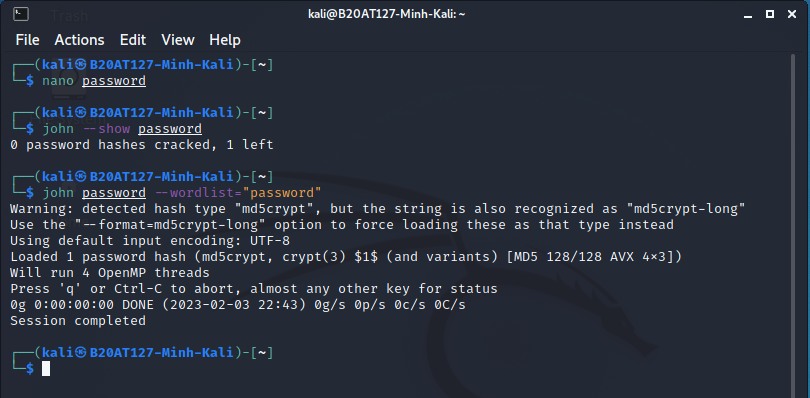 Trash
kali@B20AT127-Minh-Kali: ~
File Actions Edit View Help
┌──(kali㉿B20AT127-Minh-Kali)-[~]
└─$ nano password
┌──(kali㉿B20AT127-Minh-Kali)-[~]
└─$ john --show password
0 password hashes cracked, 1 left
┌──(kali㉿B20AT127-Minh-Kali)-[~]
└─$ john password --wordlist="password"
Warning: detected hash type "md5crypt", but the string is also recognized as "md5crypt-long"
Use the "--format=md5crypt-long" option to force loading these as that type instead
Using default input encoding: UTF-8
Loaded 1 password hash (md5crypt, crypt(3) $1$ (and variants) [MD5 128/128 AVX 4×3])
Will run 4 OpenMP threads
Press 'q' or Ctrl-C to abort, almost any other key for status
0g 0:00:00:00 DONE (2023-02-03 22:43) 0g/s 0p/s 0c/s 0C/s
Session completed
┌──(kali㉿B20AT127-Minh-Kali)-[~]
└─$